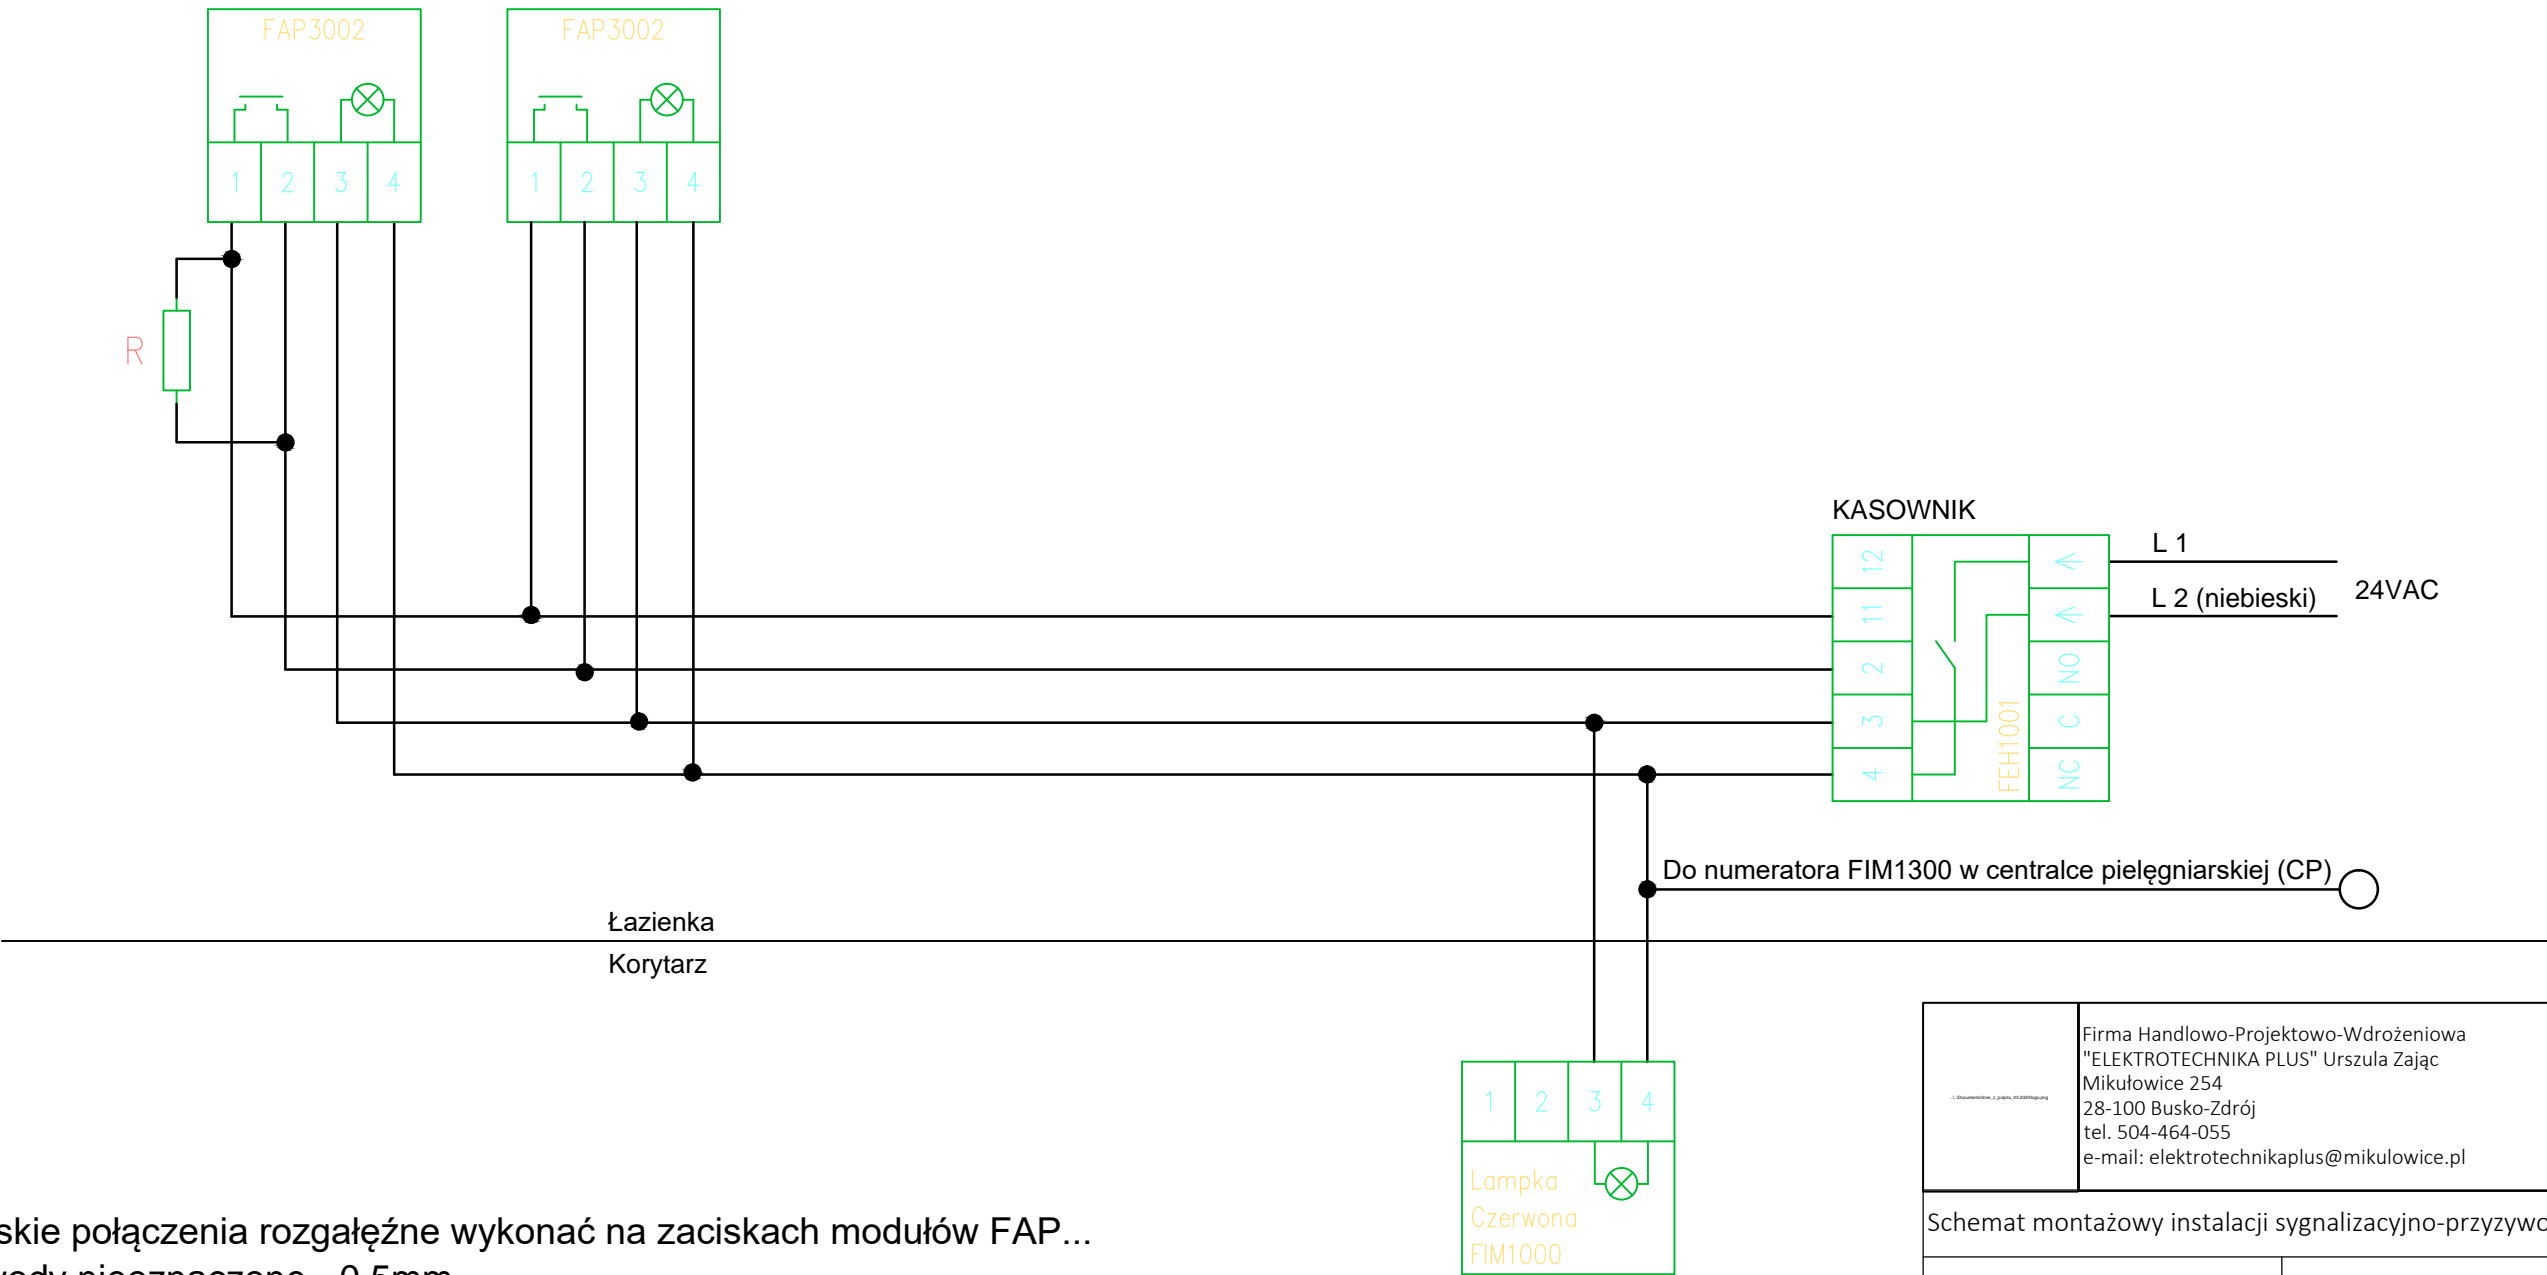 FAP3002
FAP3002
1 2 3 4
1 2 3 4
R
KASOWNIK
12
11
2
3
4
FEH1001
NO
C
NC
L 1
L 2 (niebieski)
24VAC
Do numeratora FIM1300 w centralce pielęgniarskiej (CP)
Łazienka
Korytarz
1 2 3 4
Lampka
Czerwona
FIM1000
Firma Handlowo-Projektowo-Wdrożeniowa
"ELEKTROTECHNIKA PLUS" Urszula Zając
Mikułowice 254
28-100 Busko-Zdrój
tel. 504-464-055
e-mail: elektrotechnikaplus@mikulowice.pl
Schemat montażowy instalacji sygnalizacyjno-przyzywo
skie połączenia rozgałęźne wykonać na zaciskach modułów FAP...